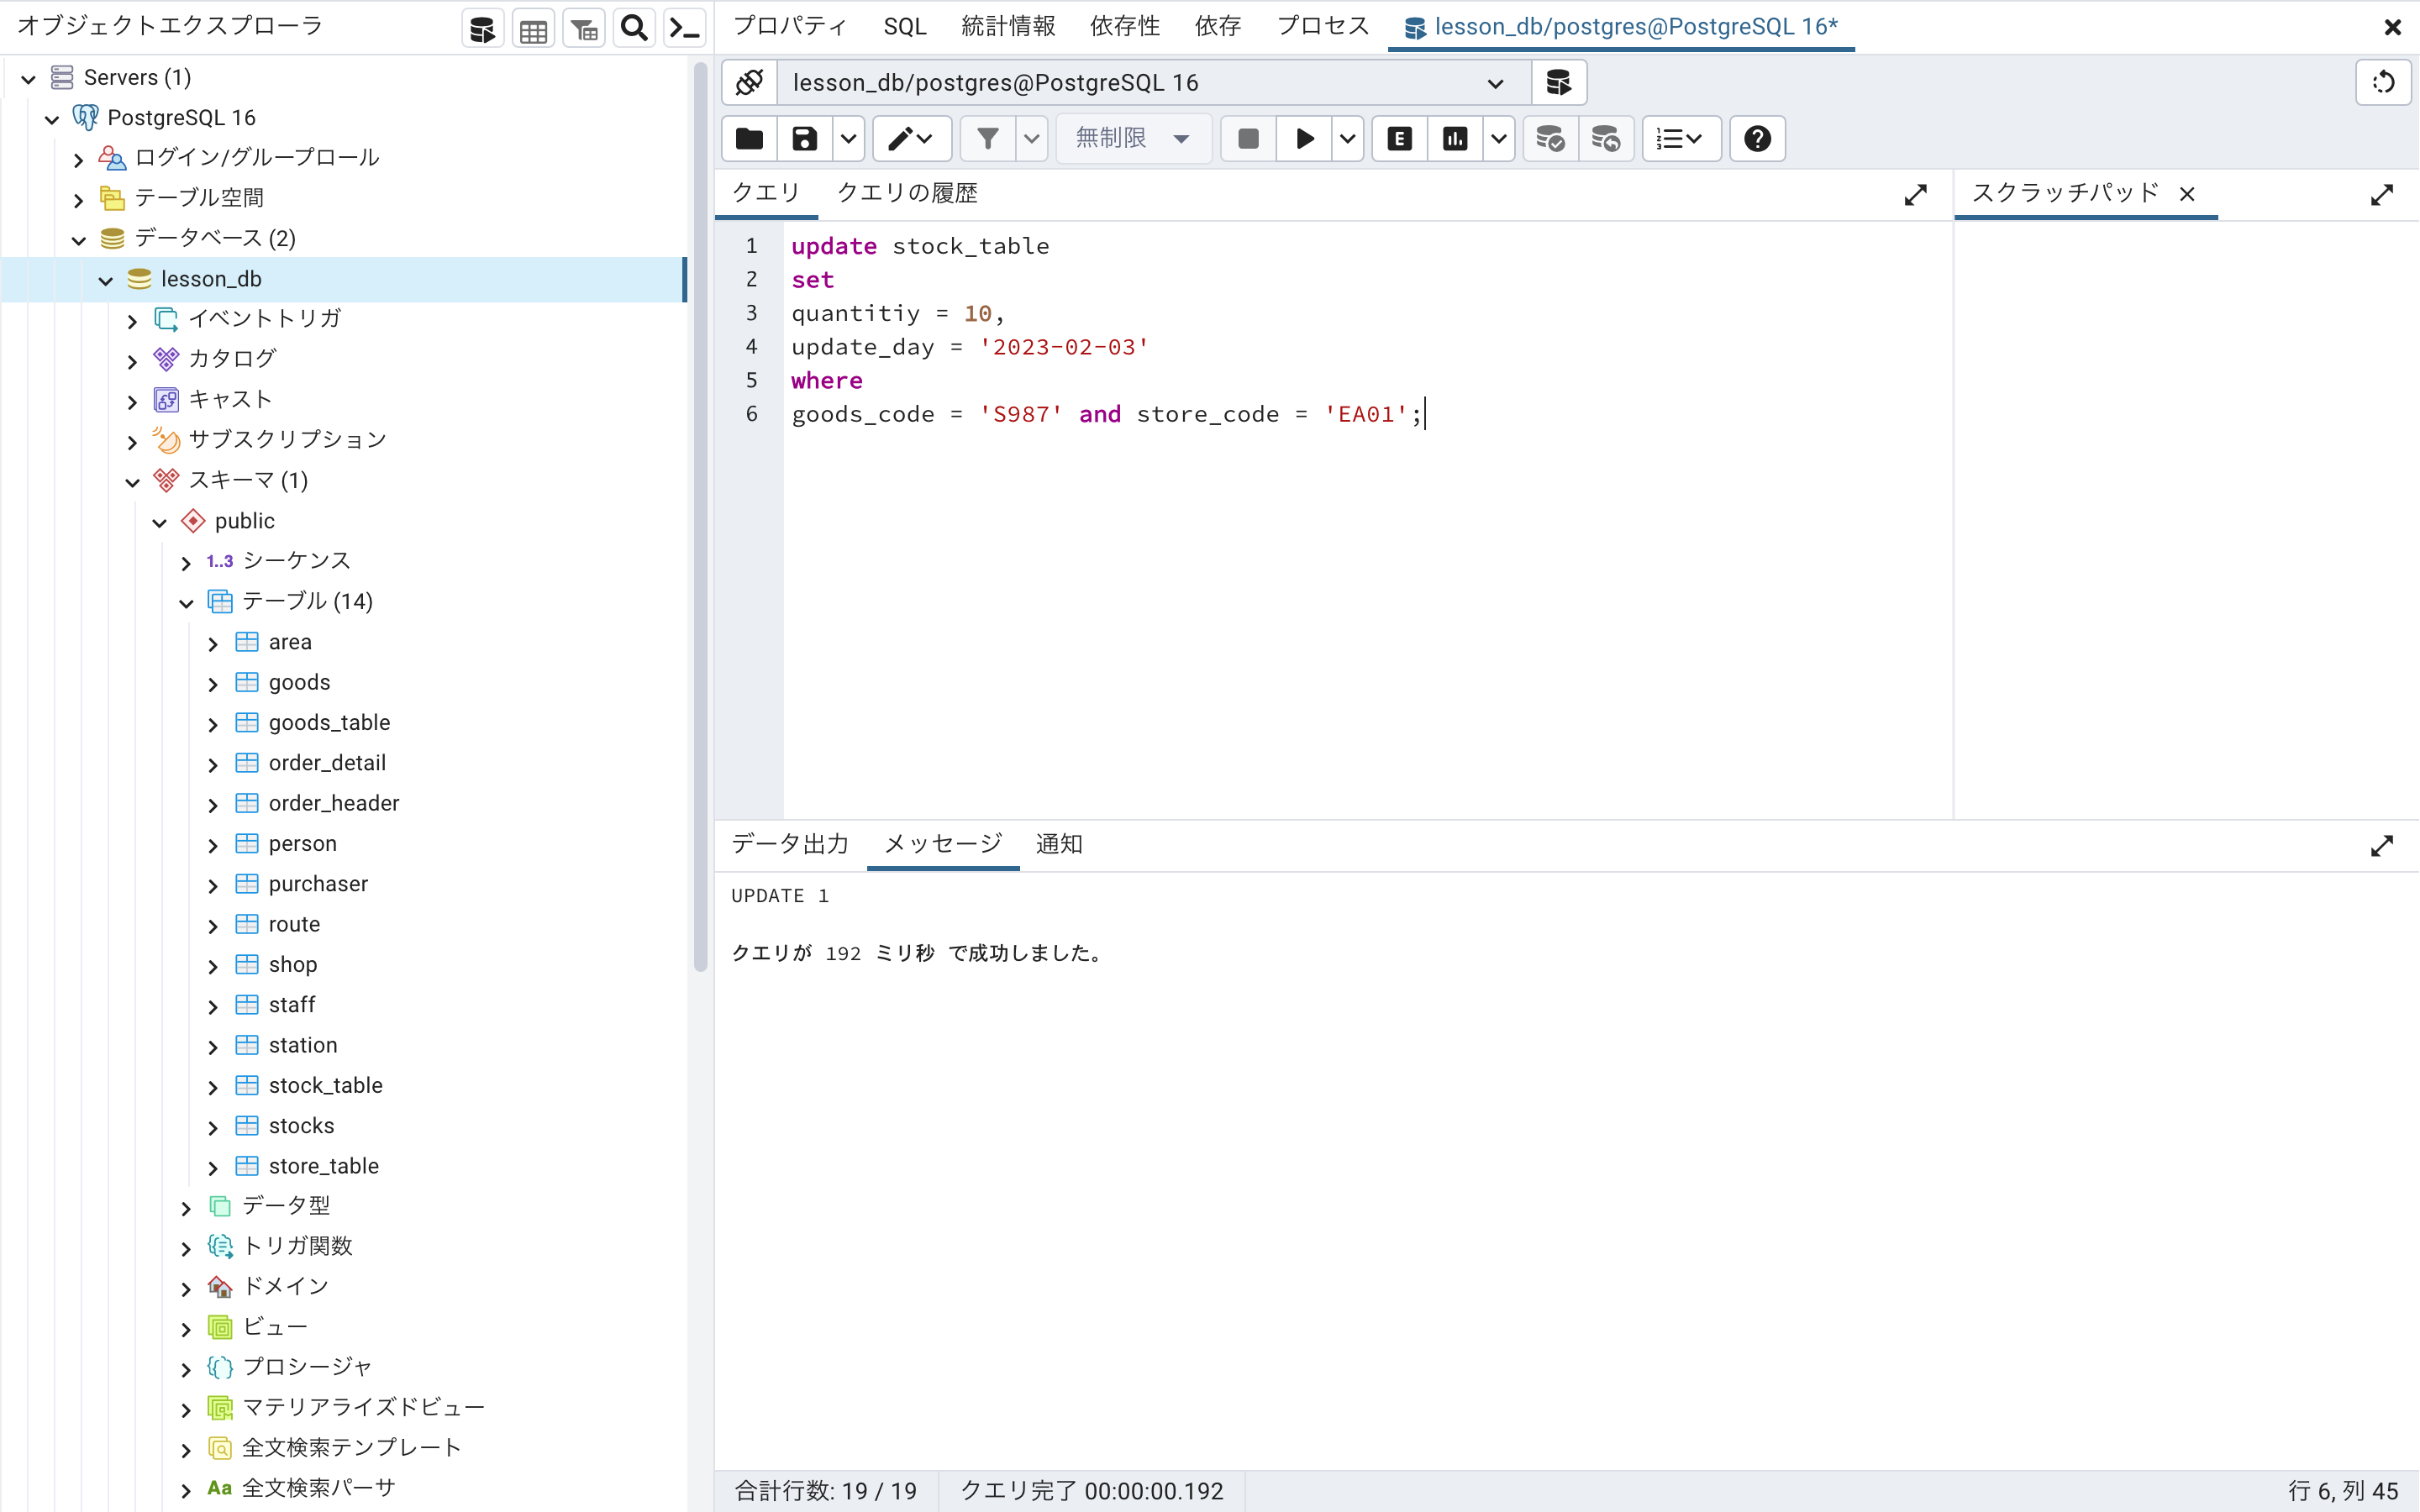 オブジェクトエクスプローラ
Servers (1)
PostgreSQL 16
ログイン/グループロール
テーブル空間
データベース (2)
lesson_db
イベントトリガ
カタログ
キャスト
サブスクリプション
スキーマ (1)
public
1..3 シーケンス
テーブル (14)
area
goods
goods_table
order_detail
order_header
person
purchaser
route
shop
staff
station
stock_table
stocks
store_table
データ型
トリガ関数
ドメイン
ビュー
プロシージャ
マテリアライズドビュー
全文検索テンプレート
Aa 全文検索パーサ
プロパティ SQL 統計情報 依存性 依存 プロセス lesson_db/postgres@PostgreSQL 16*
lesson_db/postgres@PostgreSQL 16
無制限 E
クエリ クエリの履歴 スクラッチパッド
1 update stock_table
2 set
3 quantitiy = 10,
4 update_day = '2023-02-03'
5 where
6 goods_code = 'S987' and store_code = 'EA01';
データ出力 メッセージ 通知
UPDATE 1
クエリが 192 ミリ秒 で成功しました。
合計行数: 19 / 19 クエリ完了 00:00:00.192 行 6, 列 45